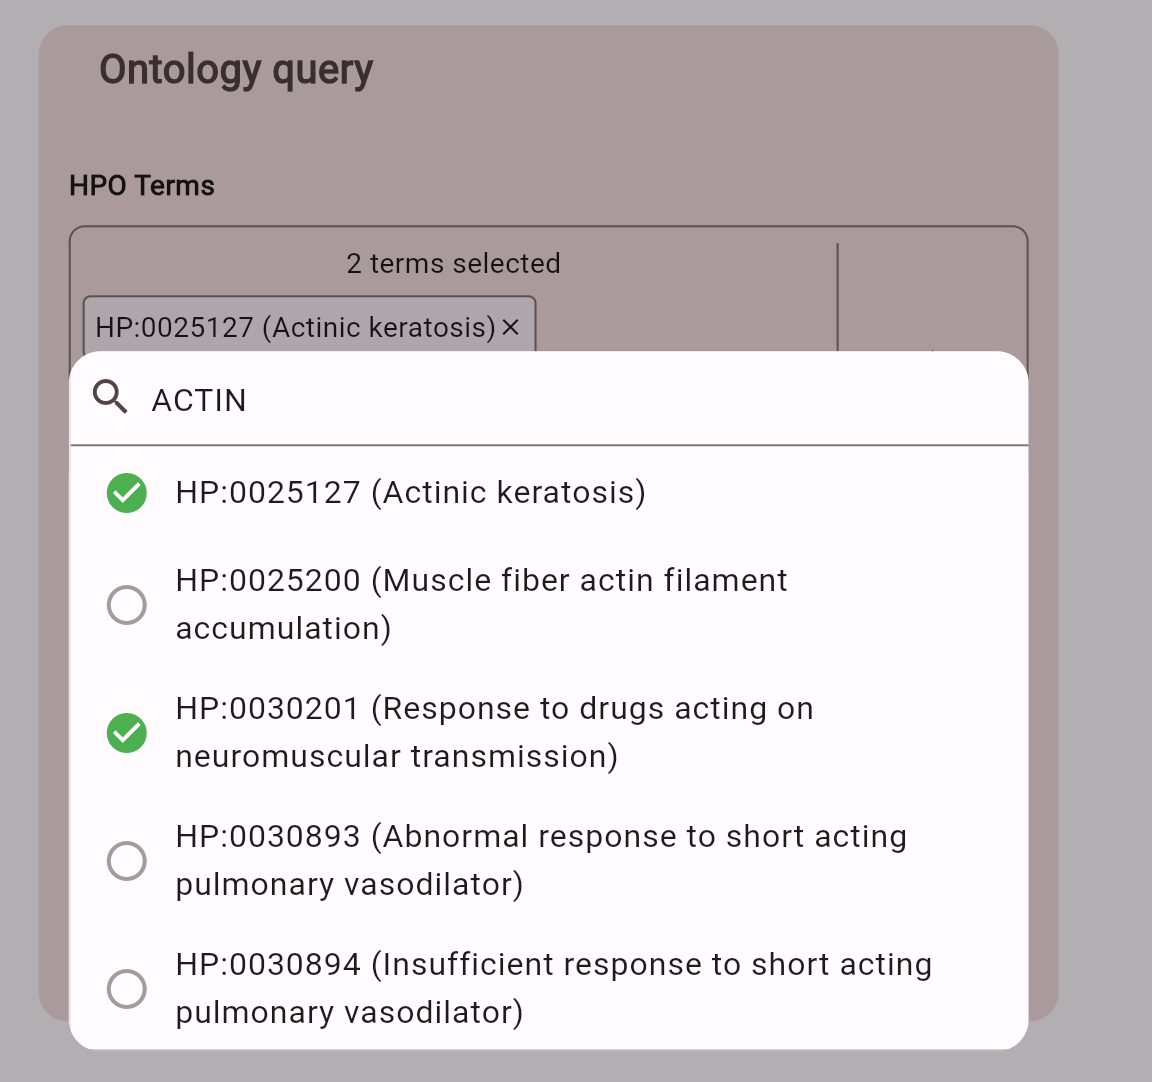 Ontology query
HPO Terms
2 terms selected
HP:0025127 (Actinic keratosis)
ACTIN
HP:0025127 (Actinic keratosis)
HP:0025200 (Muscle fiber actin filament
accumulation)
HP:0030201 (Response to drugs acting on
neuromuscular transmission)
HP:0030893 (Abnormal response to short acting
pulmonary vasodilator)
HP:0030894 (Insufficient response to short acting
pulmonary vasodilator)